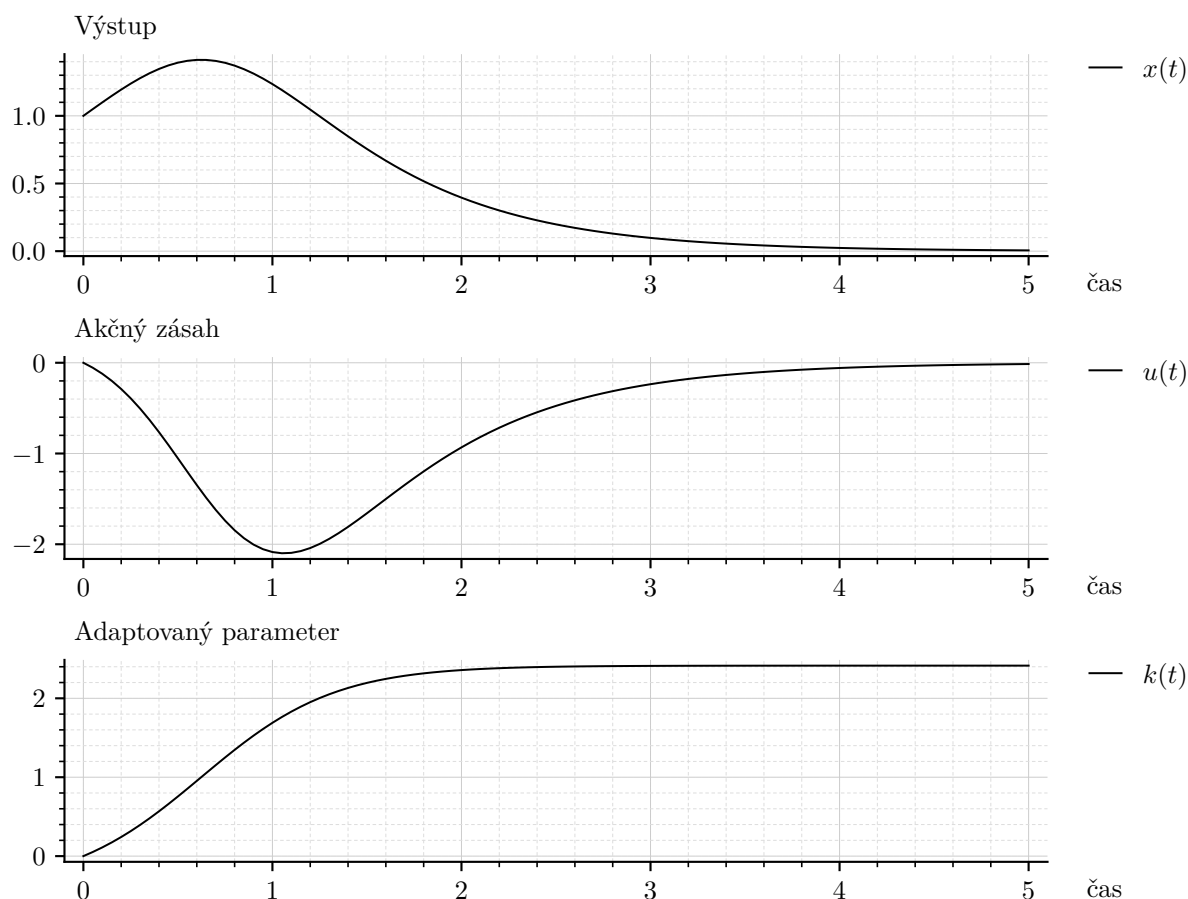 Výstup
x(t)
1.0
0.5
0.0
0 1 2 3 4 5 čas
Akčný zásah
u(t)
0
−1
−2
0 1 2 3 4 5 čas
Adaptovaný parameter
k(t)
2
1
0
0 1 2 3 4 5 čas